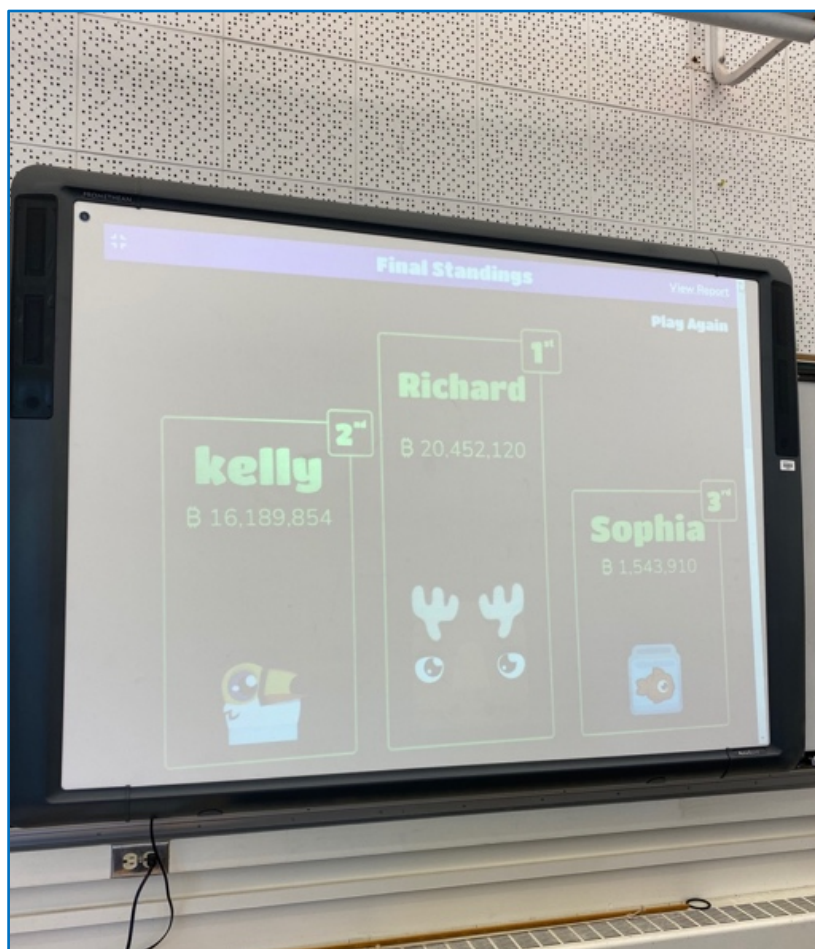 PROMETHEAN
Final Standings
View Report
Play Again
1st
Richard
₿ 20,452,120
2nd
kelly
₿ 16,189,854
3rd
Sophia
₿ 1,543,910